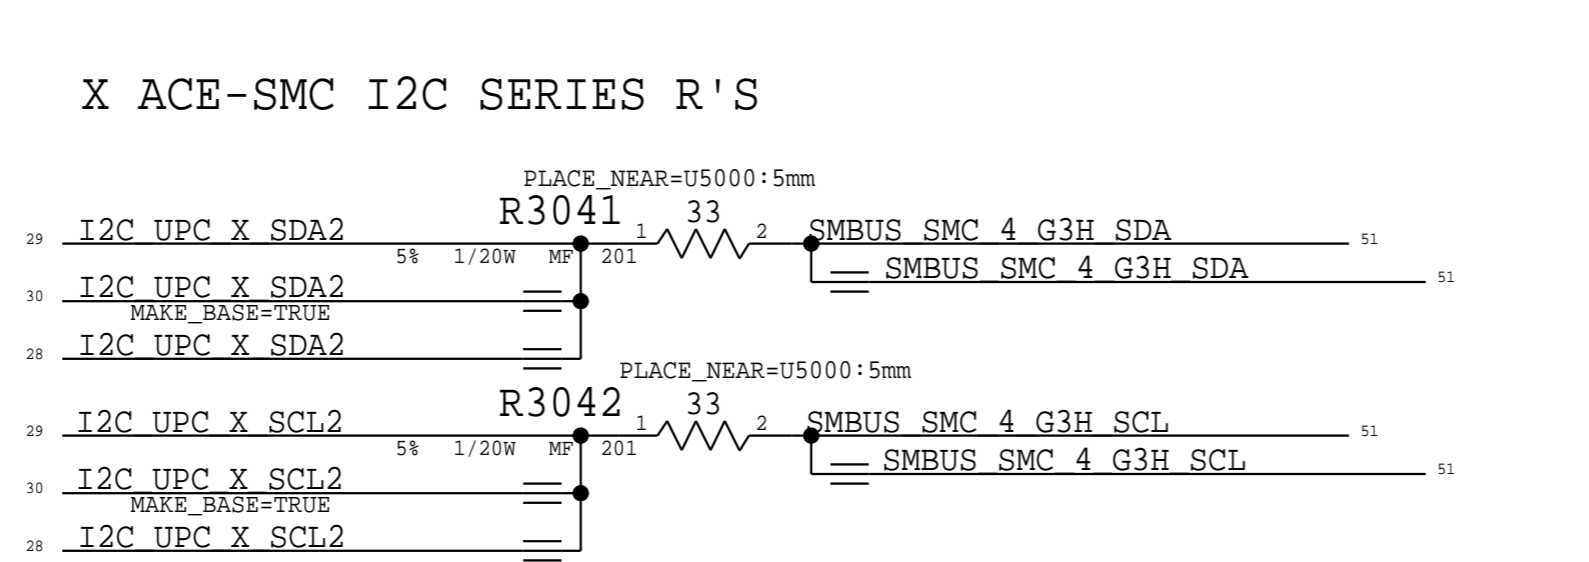 X ACE-SMC I2C SERIES R'S
PLACE_NEAR=U5000:5mm
R3041 33
29 I2C_UPC_X_SDA2 1 2 SMBUS_SMC_4_G3H_SDA 51
5% 1/20W MF 201
SMBUS_SMC_4_G3H_SDA 51
30 I2C_UPC_X_SDA2
MAKE_BASE=TRUE
28 I2C_UPC_X_SDA2
PLACE_NEAR=U5000:5mm
R3042 33
29 I2C_UPC_X_SCL2 1 2 SMBUS_SMC_4_G3H_SCL 51
5% 1/20W MF 201
SMBUS_SMC_4_G3H_SCL 51
30 I2C_UPC_X_SCL2
MAKE_BASE=TRUE
28 I2C_UPC_X_SCL2